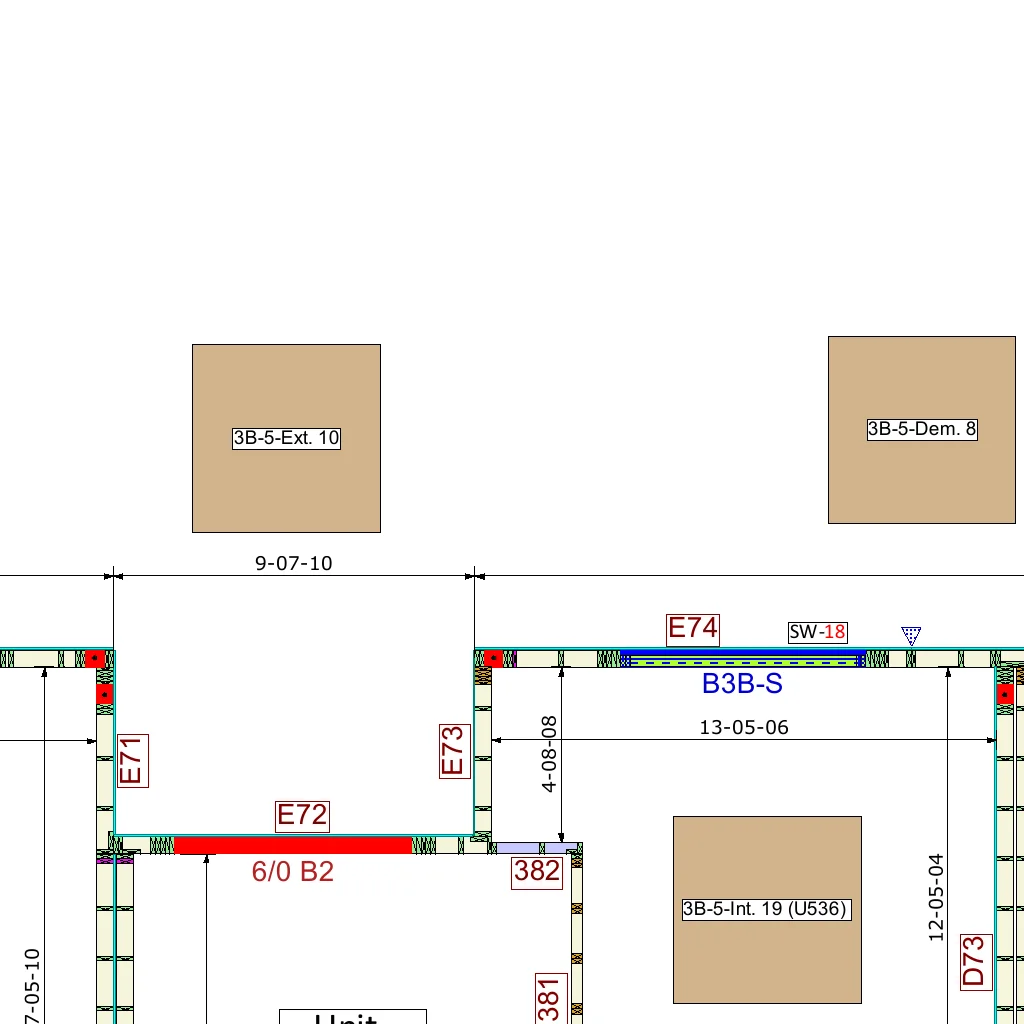 3B-5-Ext. 10
3B-5-Dem. 8
9-07-10
E74
SW-18
B3B-S
E71
E73
4-08-08
13-05-06
E72
6/0 B2
382
3B-5-Int. 19 (U536)
12-05-04
D73
7-05-10
381
Unit